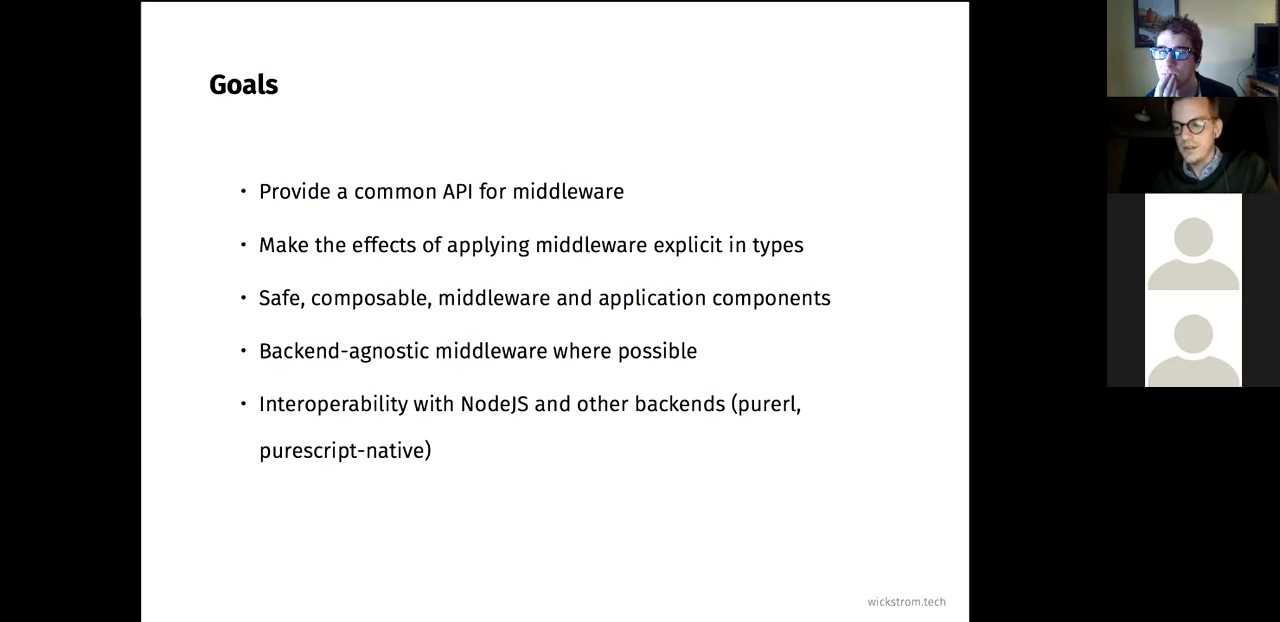 Goals
• Provide a common API for middleware
• Make the effects of applying middleware explicit in types
• Safe, composable, middleware and application components
• Backend-agnostic middleware where possible
• Interoperability with NodeJS and other backends (purerl,
purescript-native)
wickstrom.tech